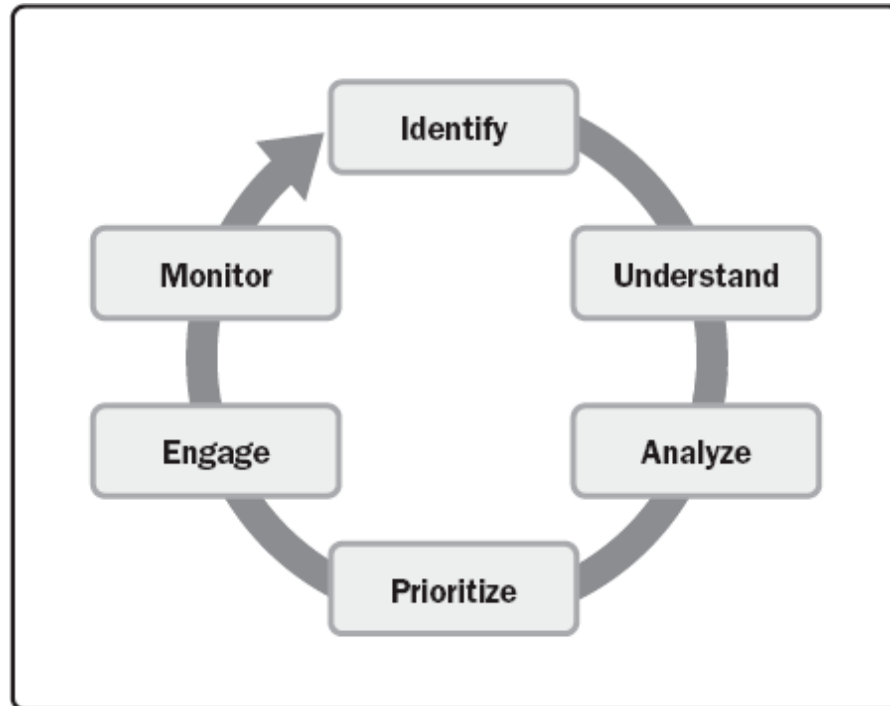 Identify
Understand
Analyze
Prioritize
Engage
Monitor